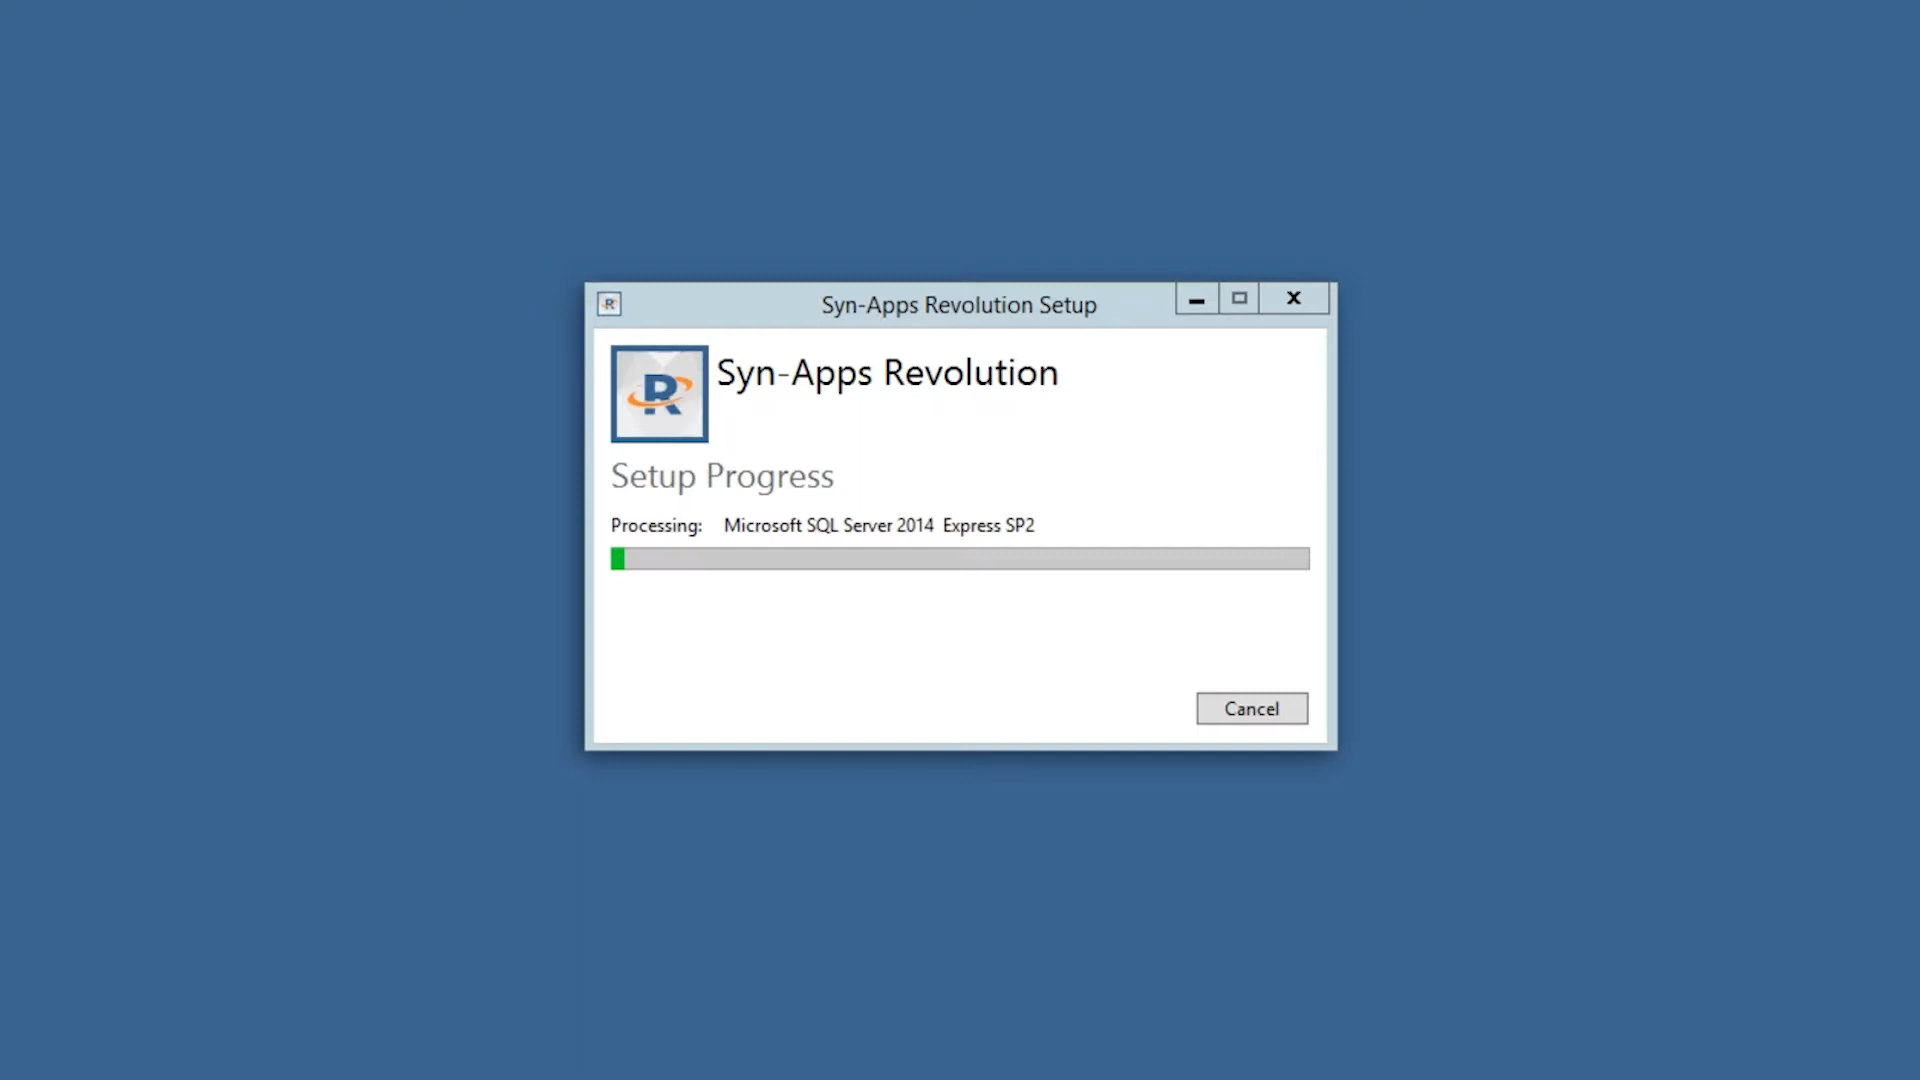 Syn-Apps Revolution Setup
R
Syn-Apps Revolution
Setup Progress
Processing: Microsoft SQL Server 2014 Express SP2
Cancel